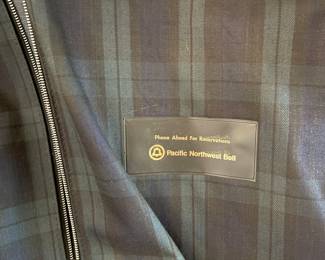 Phone Ahead For Reservations
Pacific Northwest Bell